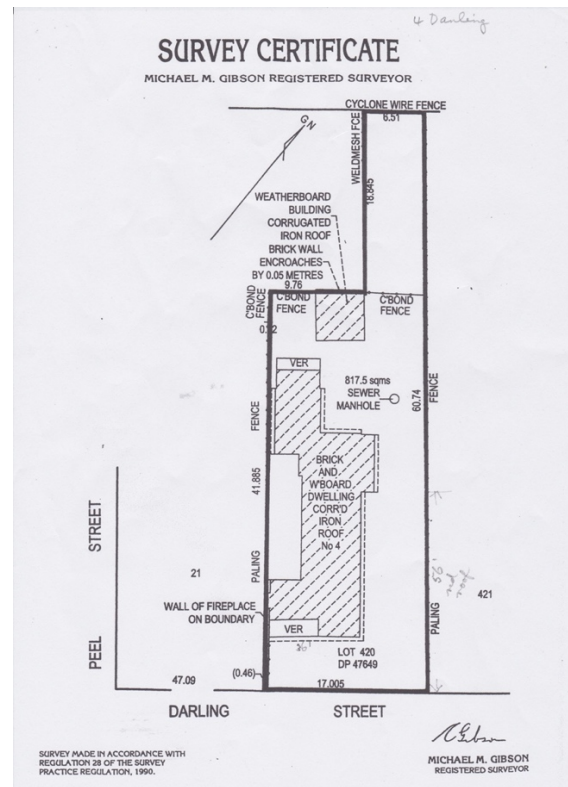 4 Darling
SURVEY CERTIFICATE
MICHAEL M. GIBSON REGISTERED SURVEYOR
CYCLONE WIRE FENCE
6.51
GN
WELDMESH FCE
18.845
WEATHERBOARD
BUILDING
CORRUGATED
IRON ROOF
BRICK WALL
ENCROACHES
BY 0.05 METRES
9.76
C'BOND
FENCE
C'BOND
FENCE
C'BOND
FENCE
VER
817.5 sqms
SEWER
MANHOLE
60.74
FENCE
FENCE
41.885
BRICK
AND
W'BOARD
DWELLING
CORR'D
IRON
ROOF
No 4
STREET
21
PALING
56'
421
WALL OF FIREPLACE
ON BOUNDARY
PALING
VER
PEEL
LOT 420
DP 47649
(0.46)
47.09
17.005
DARLING STREET
MICHAEL M. GIBSON
REGISTERED SURVEYOR
SURVEY MADE IN ACCORDANCE WITH
REGULATION 28 OF THE SURVEY
PRACTICE REGULATION, 1990.